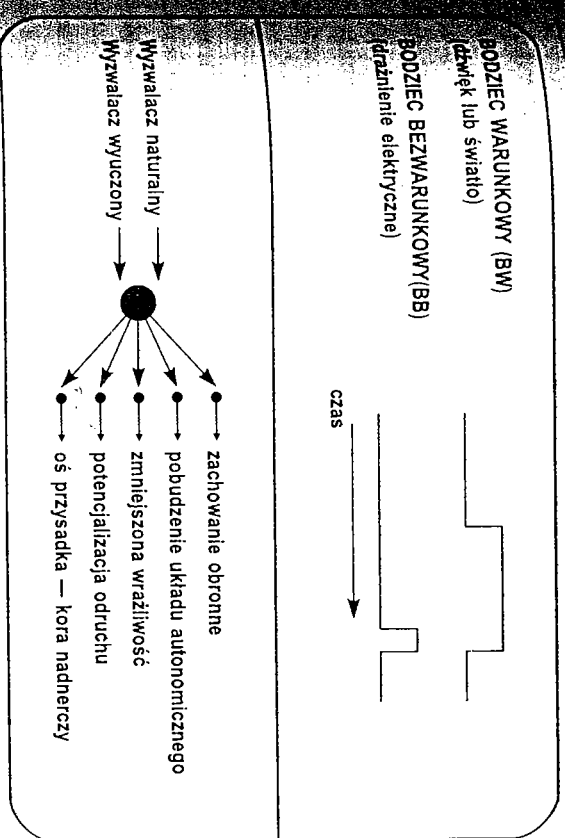 BODZIEC WARUNKOWY (BW)
(dźwięk lub światło)
BODZIEC BEZWARUNKOWY(BB)
(drażnienie elektryczne)
czas
Wyzwalacz naturalny
Wyzwalacz wyuczony
zachowanie obronne
pobudzenie układu autonomicznego
zmniejszona wrażliwość
potencjalizacja odruchu
oś przysadka — kora nadnerczy